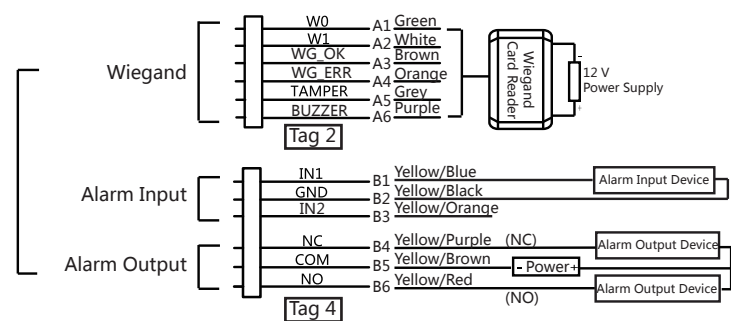 Wiegand
W0 A1 Green
W1 A2 White
WG_OK A3 Brown
WG_ERR A4 Orange
TAMPER A5 Grey
BUZZER A6 Purple
Tag 2
Wiegand
Card Reader
-
12 V
Power Supply
+
Alarm Input
IN1 B1 Yellow/Blue
Alarm Input Device
GND B2 Yellow/Black
IN2 B3 Yellow/Orange
Alarm Output
NC B4 Yellow/Purple (NC)
Alarm Output Device
COM B5 Yellow/Brown
- Power+
NO B6 Yellow/Red
(NO)
Alarm Output Device
Tag 4